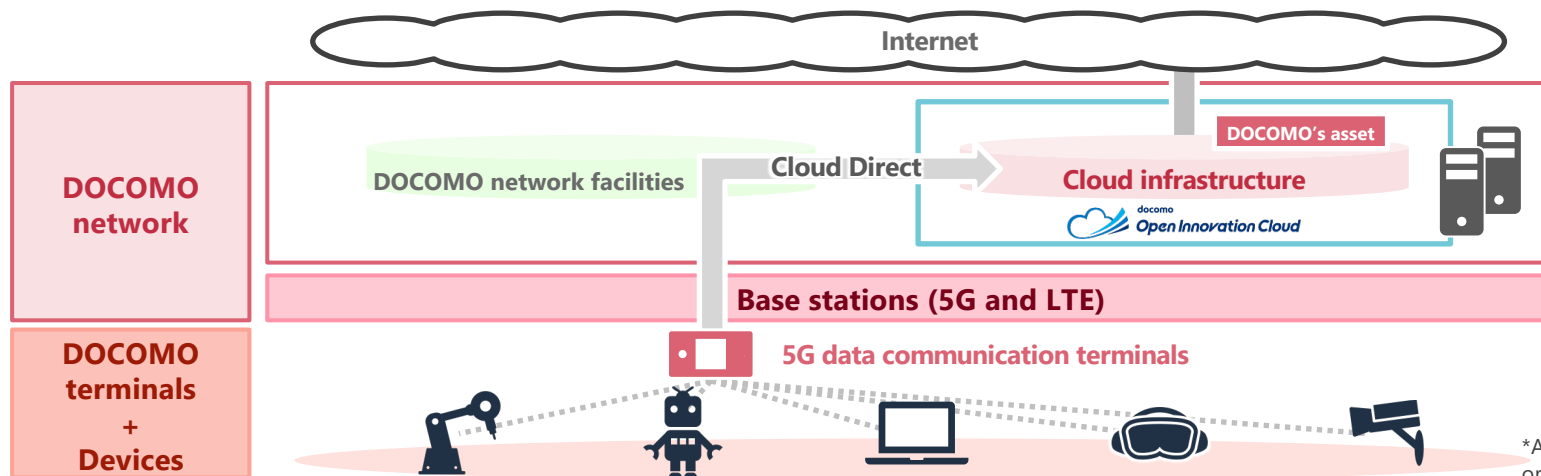 Internet
DOCOMO
network
DOCOMO network facilities
Cloud Direct
DOCOMO's asset
Cloud infrastructure
docomo
Open Innovation Cloud
Base stations (5G and LTE)
DOCOMO
terminals
+
Devices
5G data communication terminals
*A